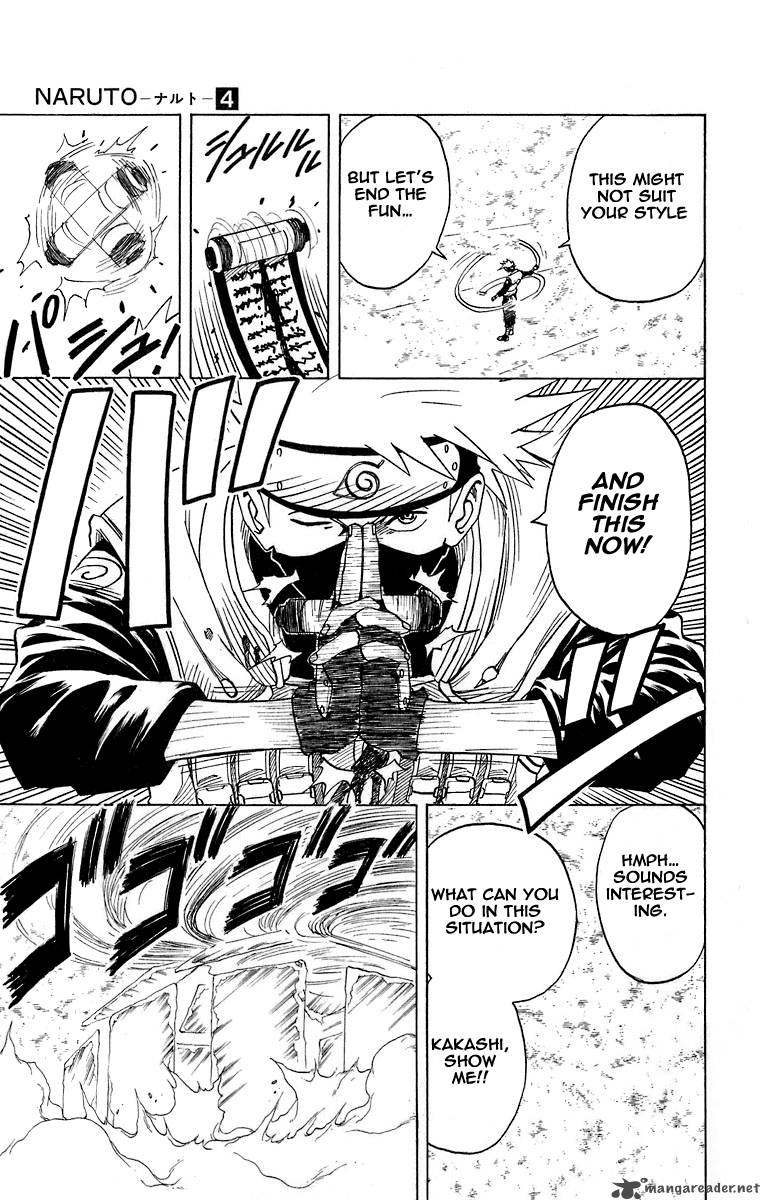 NARUTO—ナルト—4
THIS MIGHT
NOT SUIT
YOUR STYLE
BUT LET'S
END THE
FUN...
シュルルル
パシュ!
AND
FINISH
THIS
NOW!
HMPH...
SOUNDS
INTEREST-
ING.
WHAT CAN YOU
DO IN THIS
SITUATION?
KAKASHI,
SHOW
ME!!
ゴゴゴゴ
mangareader.net